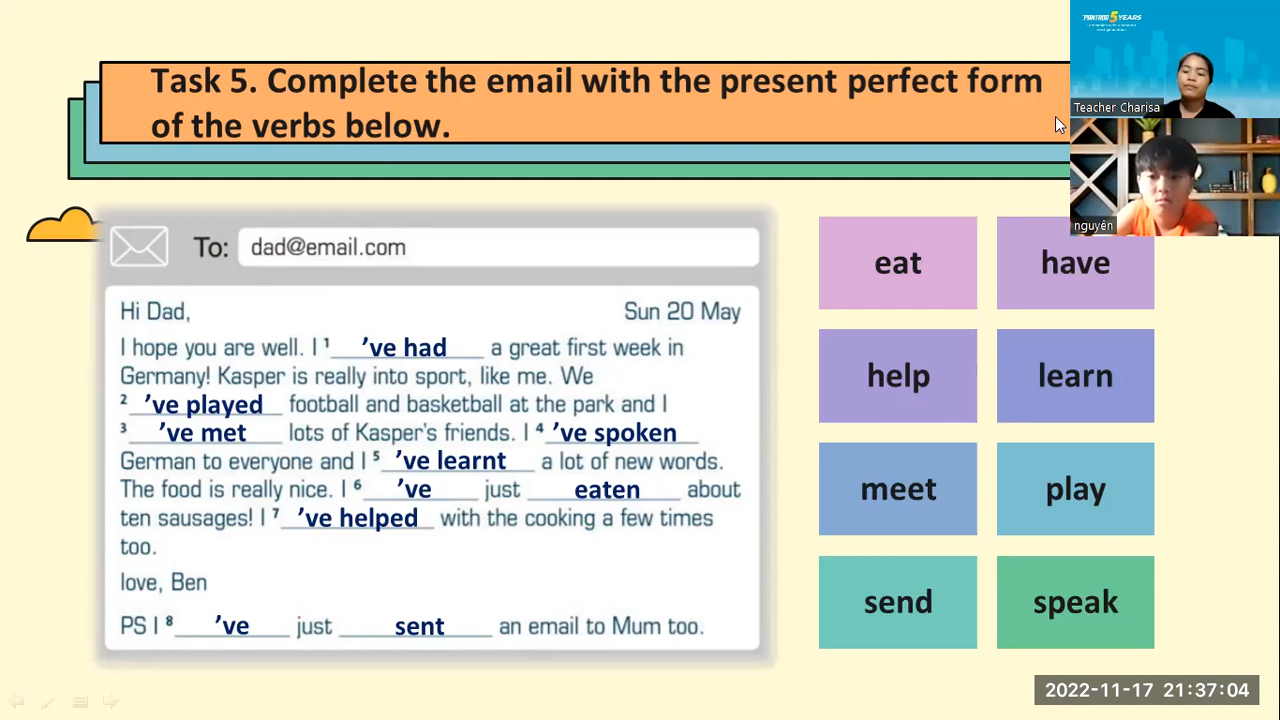 Task 5. Complete the email with the present perfect form
of the verbs below.
5 YEARS
Teacher Charisa
nguyên
To: dad@email.com
Hi Dad, Sun 20 May
I hope you are well. I 1 've had a great first week in
Germany! Kasper is really into sport, like me. We
2 've played football and basketball at the park and I
3 've met lots of Kasper's friends. I 4 've spoken
German to everyone and I 5 've learnt a lot of new words.
The food is really nice. I 6 've just eaten about
ten sausages! I 7 've helped with the cooking a few times
too.
love, Ben
PS I 8 've just sent an email to Mum too.
eat have
help learn
meet play
send speak
2022-11-17 21:37:04